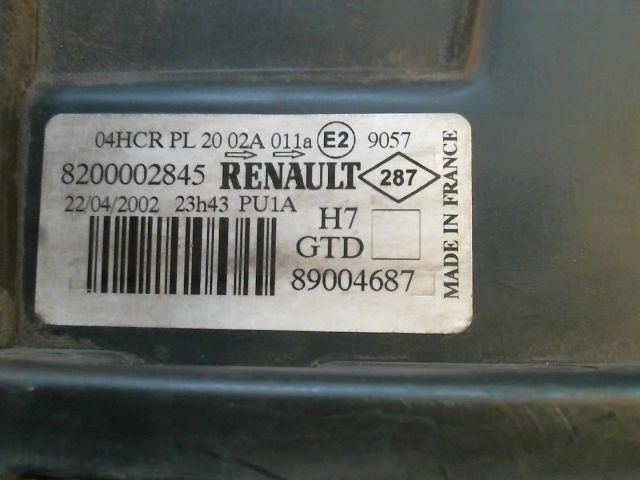 04HCR PL 20 02A 011a E2 9057
8200002845 RENAULT 287
22/04/2002 23h43 PU1A
H7
GTD
89004687
MADE IN FRANCE